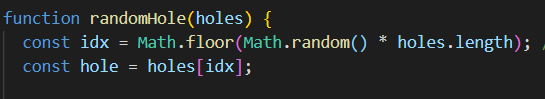 function randomHole(holes) {
const idx = Math.floor(Math.random() * holes.length); /
const hole = holes[idx];